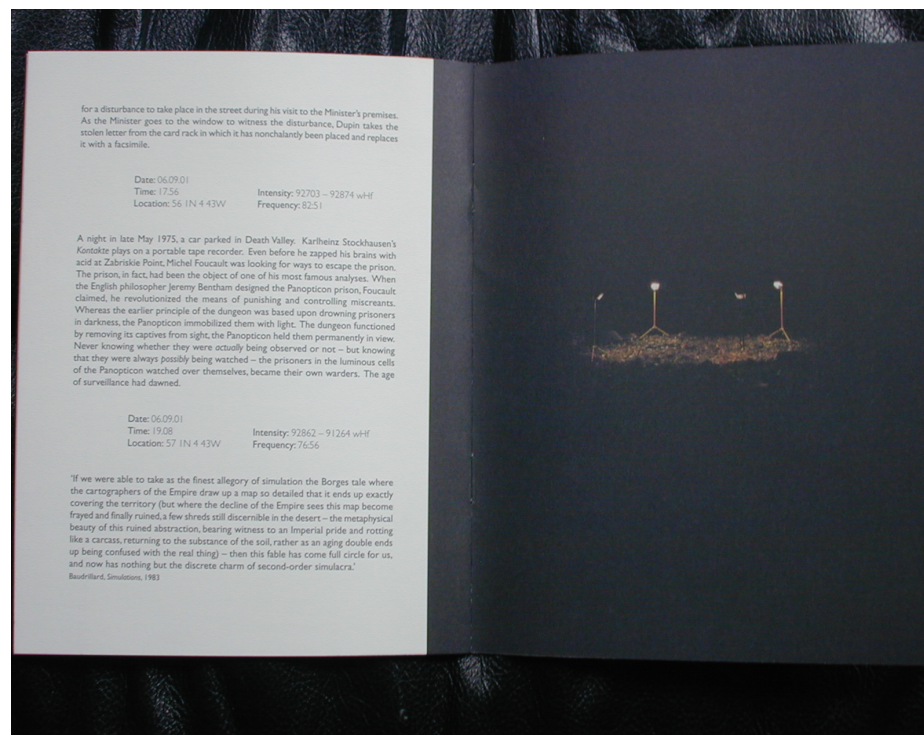 for a disturbance to take place in the street during his visit to the Minister's premises.
As the Minister goes to the window to witness the disturbance, Dupin takes the
stolen letter from the card rack in which it has nonchalantly been placed and replaces
it with a facsimile.
Date: 06.09.01
Time: 17:56
Location: 56 1N 4 43W
Intensity: 92703 – 92874 wHf
Frequency: 82:51
A night in late May 1975, a car parked in Death Valley. Karlheinz Stockhausen's
Kontakte plays on a portable tape recorder. Even before he zapped his brains with
acid at Zabriskie Point, Michel Foucault was looking for ways to escape the prison.
The prison, in fact, had been the object of one of his most famous analyses. When
the English philosopher Jeremy Bentham designed the Panopticon prison, Foucault
claimed, he revolutionized the means of punishing and controlling miscreants.
Whereas the earlier principle of the dungeon was based upon drowning prisoners
in darkness, the Panopticon immobilized them with light. The dungeon functioned
by removing its captives from sight, the Panopticon held them permanently in view.
Never knowing whether they were actually being observed or not – but knowing
that they were always possibly being watched – the prisoners in the luminous cells
of the Panopticon watched over themselves, became their own warders. The age
of surveillance had dawned.
Date: 06.09.01
Time: 19.08
Location: 57 1N 4 43W
Intensity: 92862 – 91264 wHf
Frequency: 76:56
'If we were able to take as the finest allegory of simulation the Borges tale where
the cartographers of the Empire draw up a map so detailed that it ends up exactly
covering the territory (but where the decline of the Empire sees this map become
frayed and finally ruined, a few shreds still discernible in the desert – the metaphysical
beauty of this ruined abstraction, bearing witness to an Imperial pride and rotting
like a carcass, returning to the substance of the soil, rather as an aging double ends
up being confused with the real thing) – then this fable has come full circle for us,
and now has nothing but the discrete charm of second-order simulacra.'
Baudrillard, Simulations, 1983